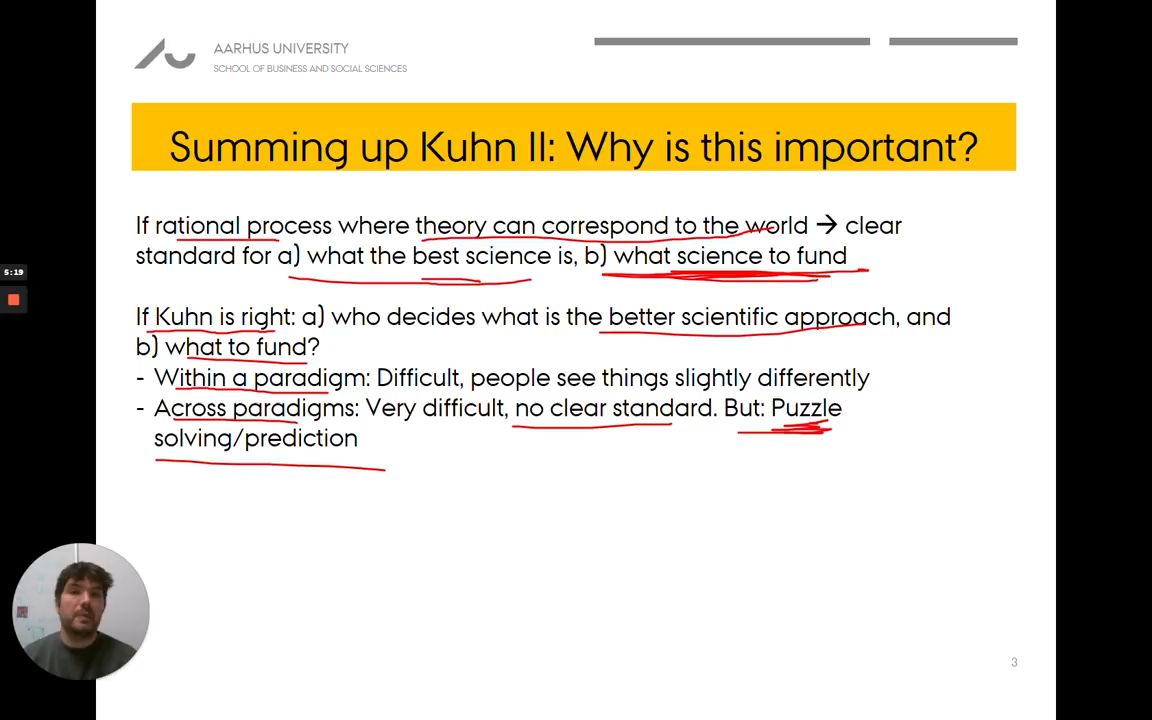 AARHUS UNIVERSITY
SCHOOL OF BUSINESS AND SOCIAL SCIENCES
Summing up Kuhn II: Why is this important?
If rational process where theory can correspond to the world → clear
standard for a) what the best science is, b) what science to fund
5:19
If Kuhn is right: a) who decides what is the better scientific approach, and
b) what to fund?
- Within a paradigm: Difficult, people see things slightly differently
- Across paradigms: Very difficult, no clear standard. But: Puzzle
solving/prediction
3